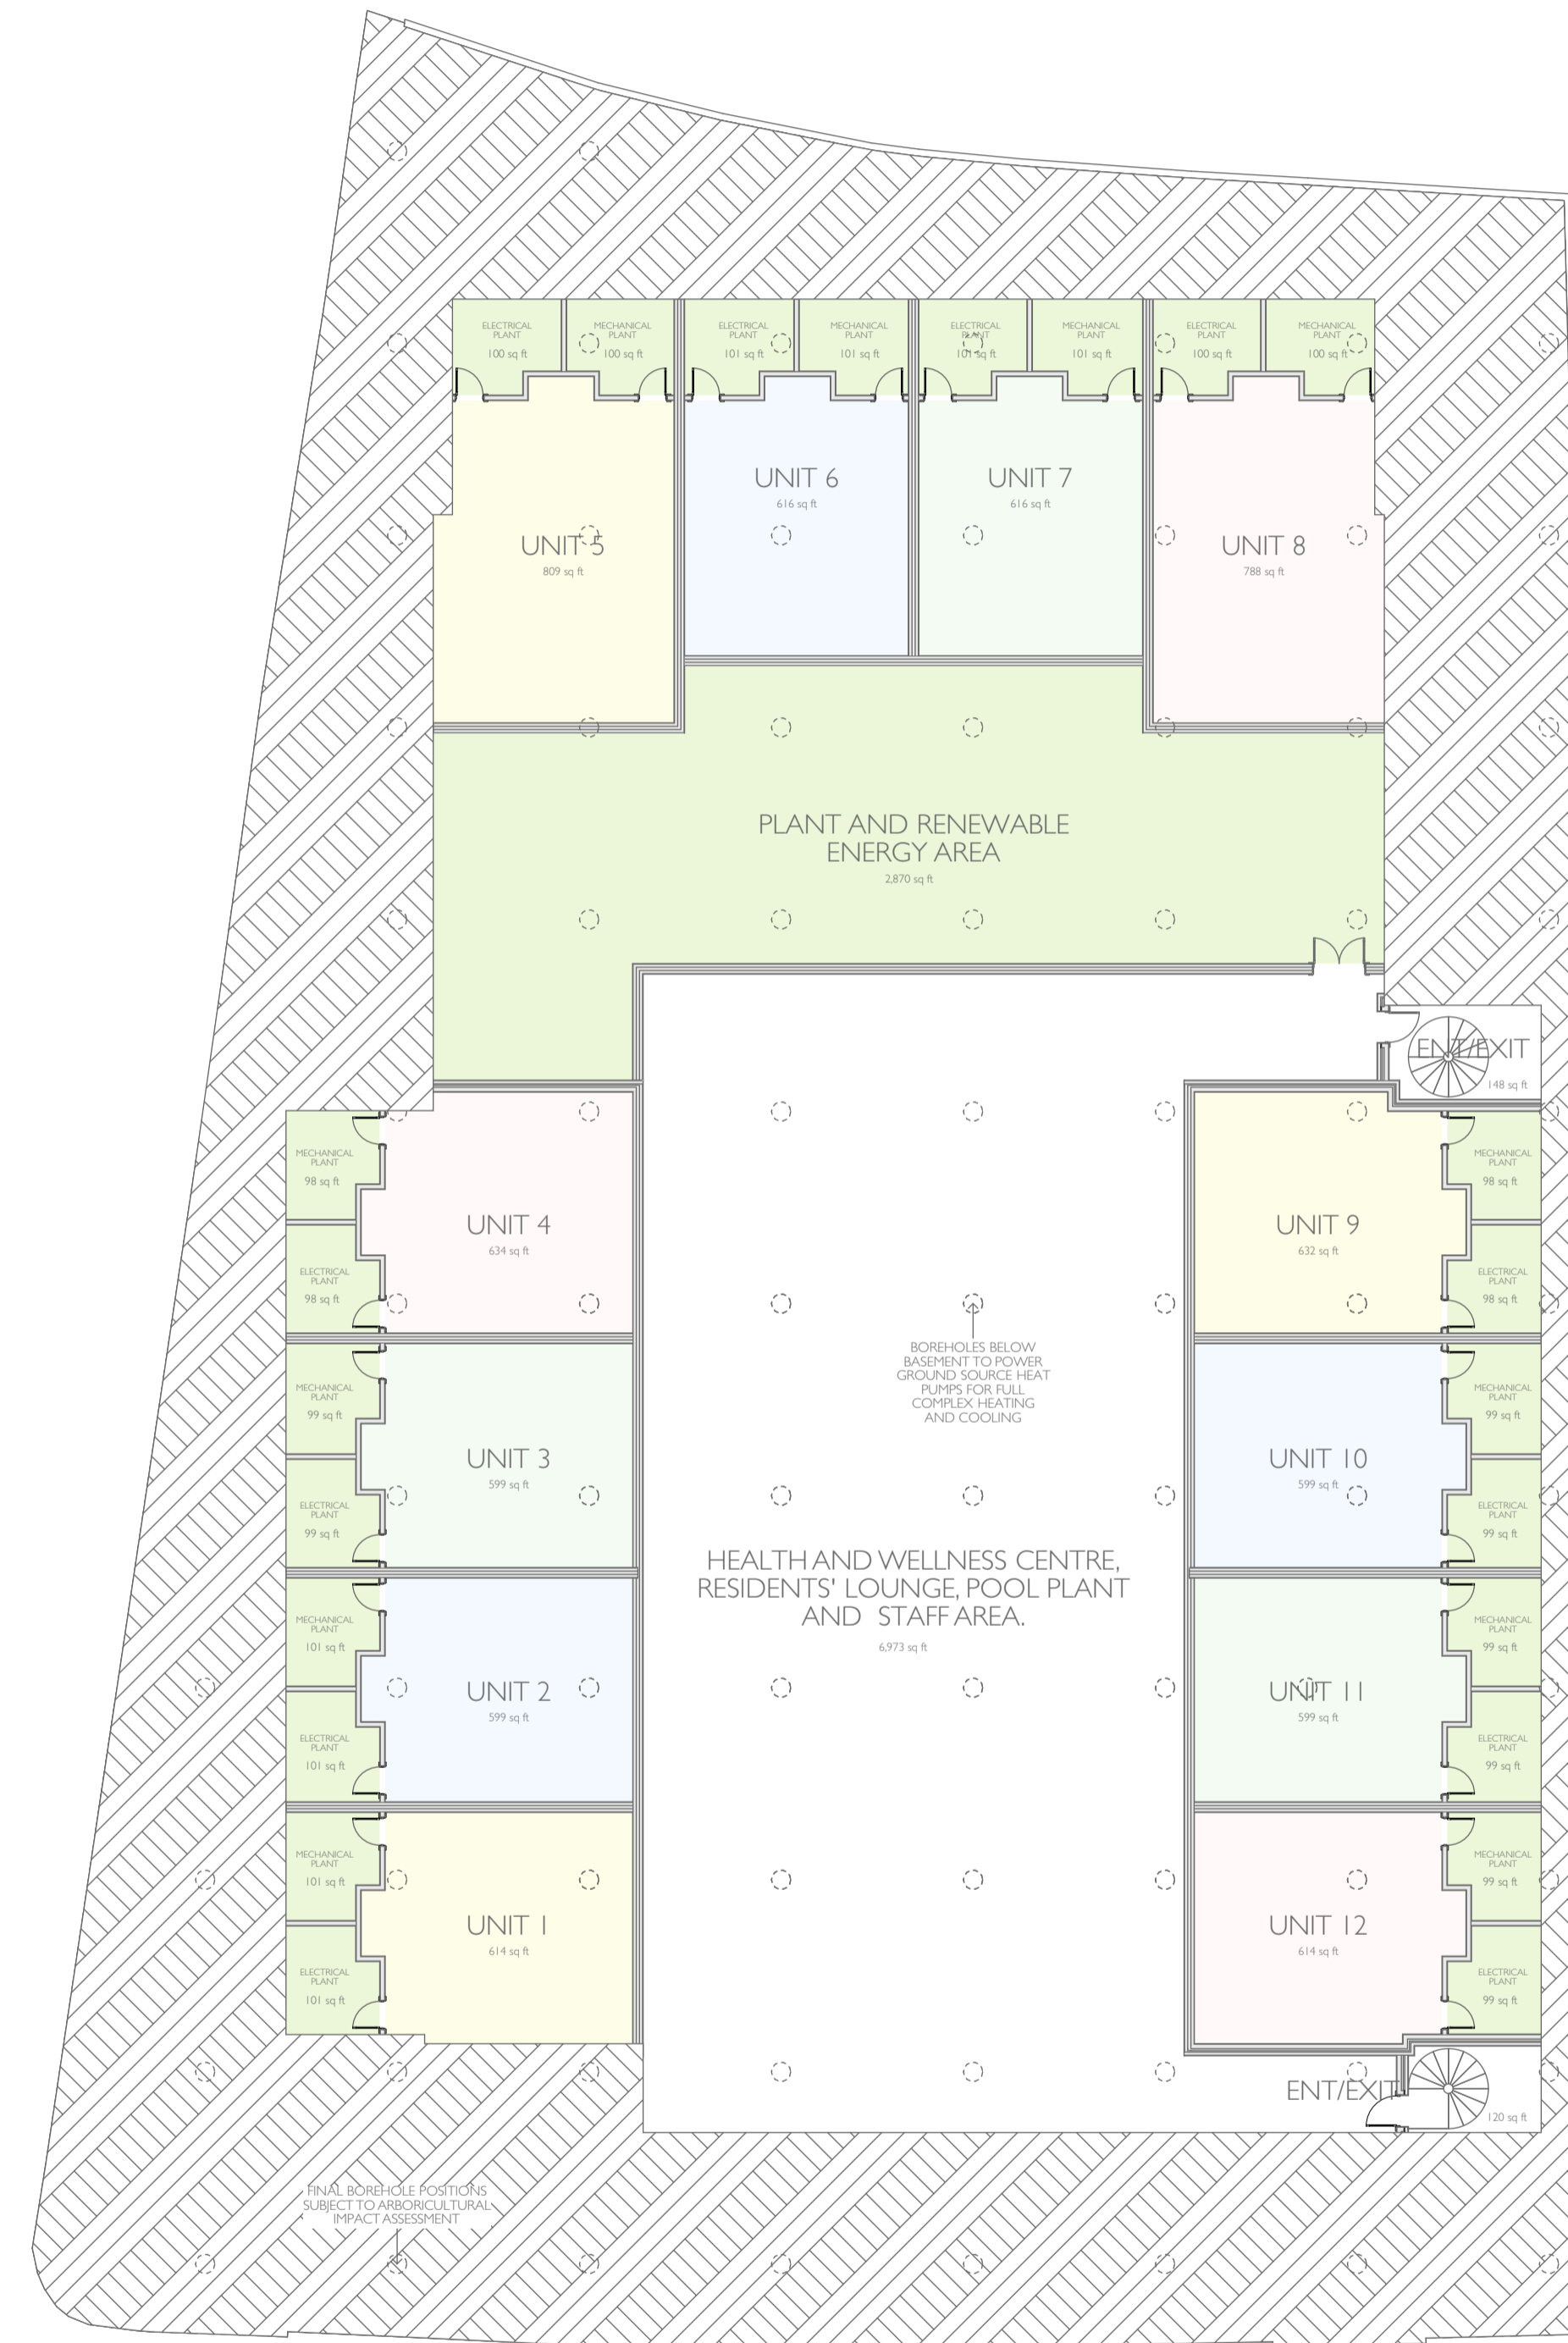 ELECTRICAL
PLANT
100 sq ft
MECHANICAL
PLANT
100 sq ft
ELECTRICAL
PLANT
101 sq ft
MECHANICAL
PLANT
101 sq ft
ELECTRICAL
PLANT
101 sq ft
MECHANICAL
PLANT
101 sq ft
ELECTRICAL
PLANT
100 sq ft
MECHANICAL
PLANT
100 sq ft
UNIT 5
809 sq ft
UNIT 6
616 sq ft
UNIT 7
616 sq ft
UNIT 8
788 sq ft
PLANT AND RENEWABLE
ENERGY AREA
2,870 sq ft
ENT/EXIT
148 sq ft
MECHANICAL
PLANT
98 sq ft
ELECTRICAL
PLANT
98 sq ft
UNIT 4
634 sq ft
UNIT 9
632 sq ft
MECHANICAL
PLANT
98 sq ft
ELECTRICAL
PLANT
98 sq ft
BOREHOLES BELOW
BASEMENT TO POWER
GROUND SOURCE HEAT
PUMPS FOR FULL
COMPLEX HEATING
AND COOLING
MECHANICAL
PLANT
99 sq ft
ELECTRICAL
PLANT
99 sq ft
UNIT 3
599 sq ft
UNIT 10
599 sq ft
MECHANICAL
PLANT
99 sq ft
ELECTRICAL
PLANT
99 sq ft
HEALTH AND WELLNESS CENTRE,
RESIDENTS' LOUNGE, POOL PLANT
AND STAFF AREA.
6,973 sq ft
MECHANICAL
PLANT
101 sq ft
ELECTRICAL
PLANT
101 sq ft
UNIT 2
599 sq ft
UNIT 11
599 sq ft
MECHANICAL
PLANT
99 sq ft
ELECTRICAL
PLANT
99 sq ft
MECHANICAL
PLANT
101 sq ft
ELECTRICAL
PLANT
101 sq ft
UNIT 1
614 sq ft
UNIT 12
614 sq ft
MECHANICAL
PLANT
99 sq ft
ELECTRICAL
PLANT
99 sq ft
ENT/EXIT
120 sq ft
FINAL BOREHOLE POSITIONS
SUBJECT TO ARBORICULTURAL
IMPACT ASSESSMENT